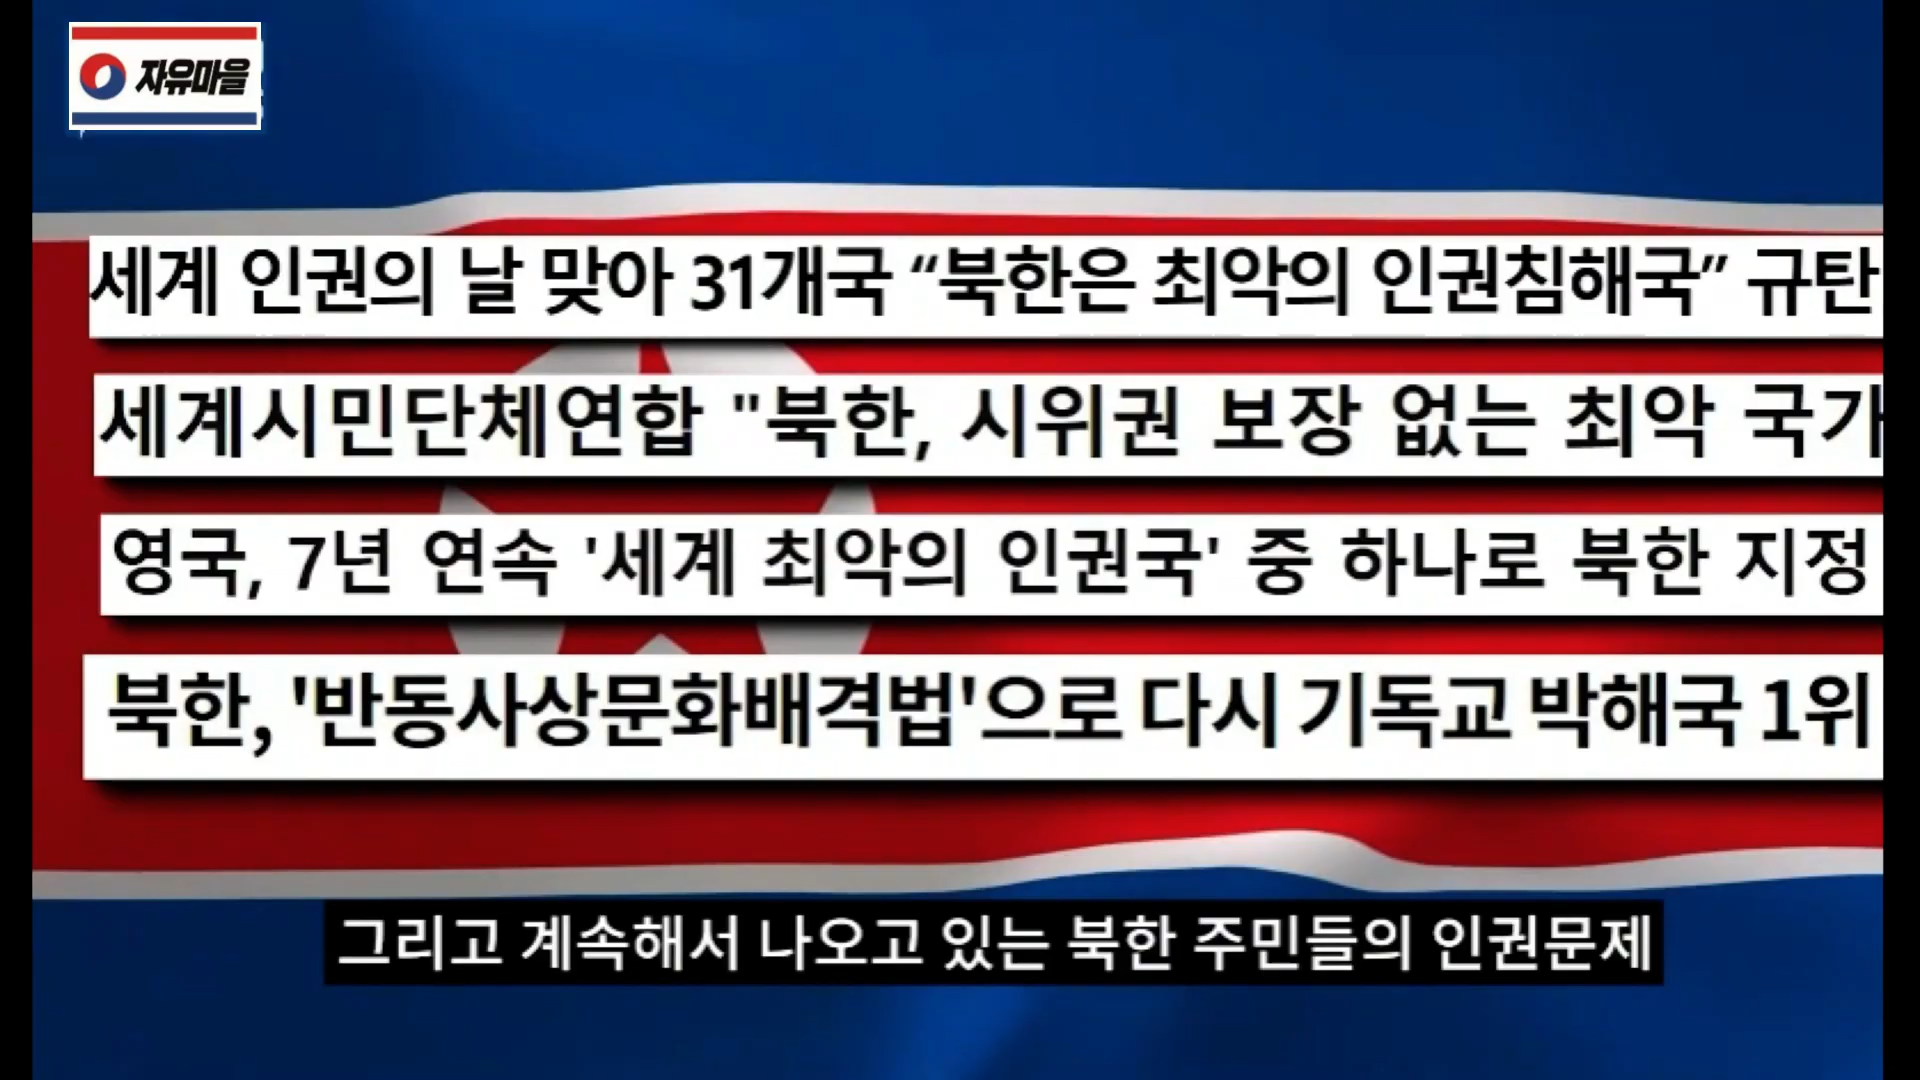 자유마을
세계 인권의 날 맞아 31개국 “북한은 최악의 인권침해국” 규탄
세계시민단체연합 "북한, 시위권 보장 없는 최악 국가
영국, 7년 연속 '세계 최악의 인권국' 중 하나로 북한 지정
북한, '반동사상문화배격법'으로 다시 기독교 박해국 1위
그리고 계속해서 나오고 있는 북한 주민들의 인권문제